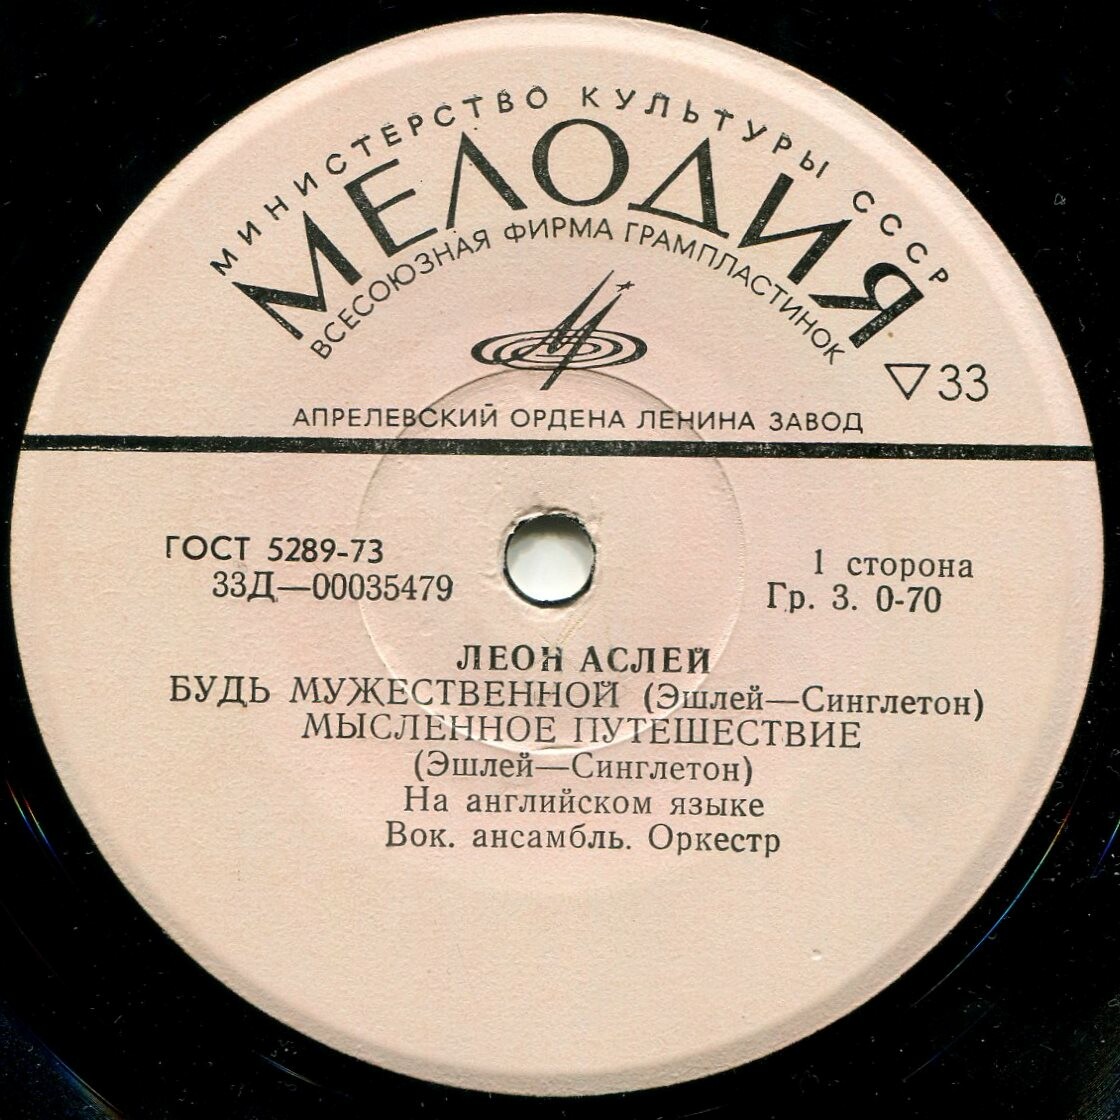 МИНИСТЕРСТВО КУЛЬТУРЫ СССР
МЕЛОДИЯ
ВСЕСОЮЗНАЯ ФИРМА ГРАМПЛАСТИНОК
▽33
АПРЕЛЕВСКИЙ ОРДЕНА ЛЕНИНА ЗАВОД
ГОСТ 5289-73
33Д—00035479
1 сторона
Гр. 3. 0-70
ЛЕОН АСЛЕЙ
БУДЬ МУЖЕСТВЕННОЙ (Эшлей—Синглетон)
МЫСЛЕННОЕ ПУТЕШЕСТВИЕ
(Эшлей—Синглетон)
На английском языке
Вок. ансамбль. Оркестр